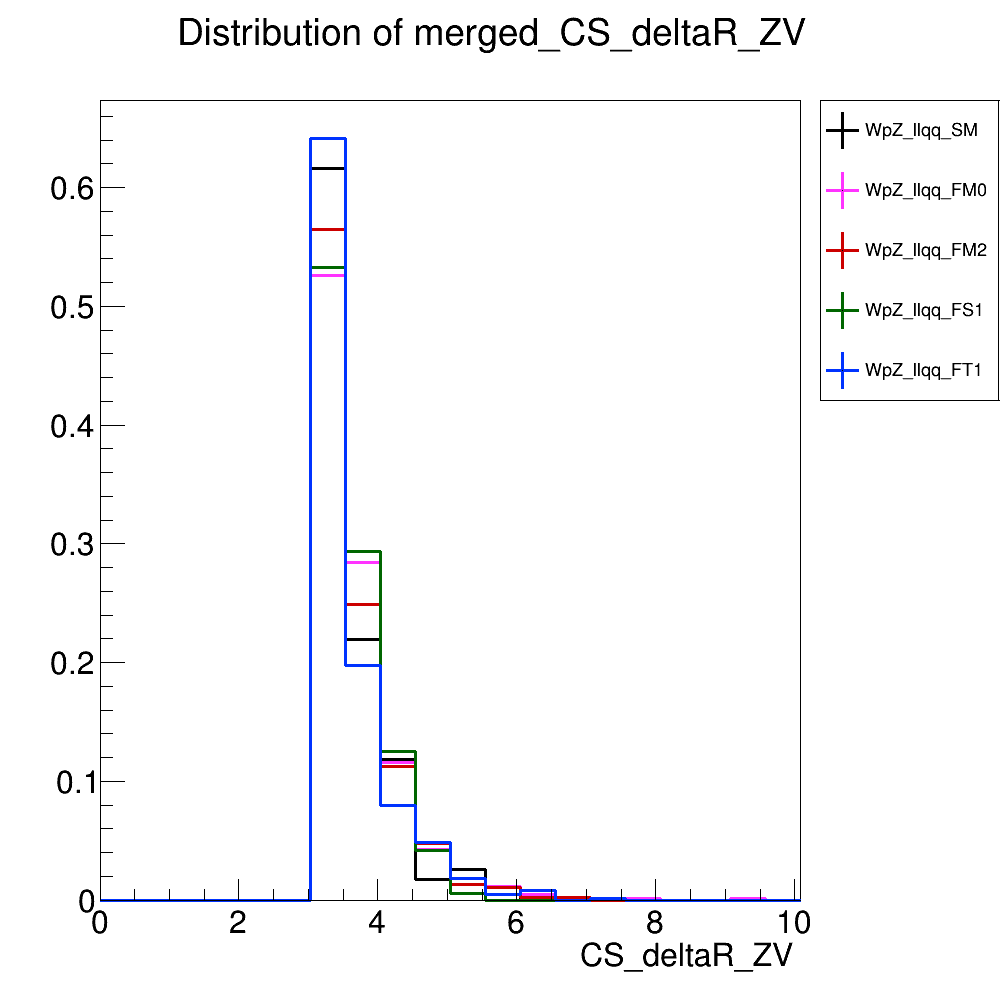 Distribution of merged_CS_deltaR_ZV
WpZ_llqq_SM
WpZ_llqq_FM0
WpZ_llqq_FM2
WpZ_llqq_FS1
WpZ_llqq_FT1
0.6
0.5
0.4
0.3
0.2
0.1
0
0 2 4 6 8 10
CS_deltaR_ZV